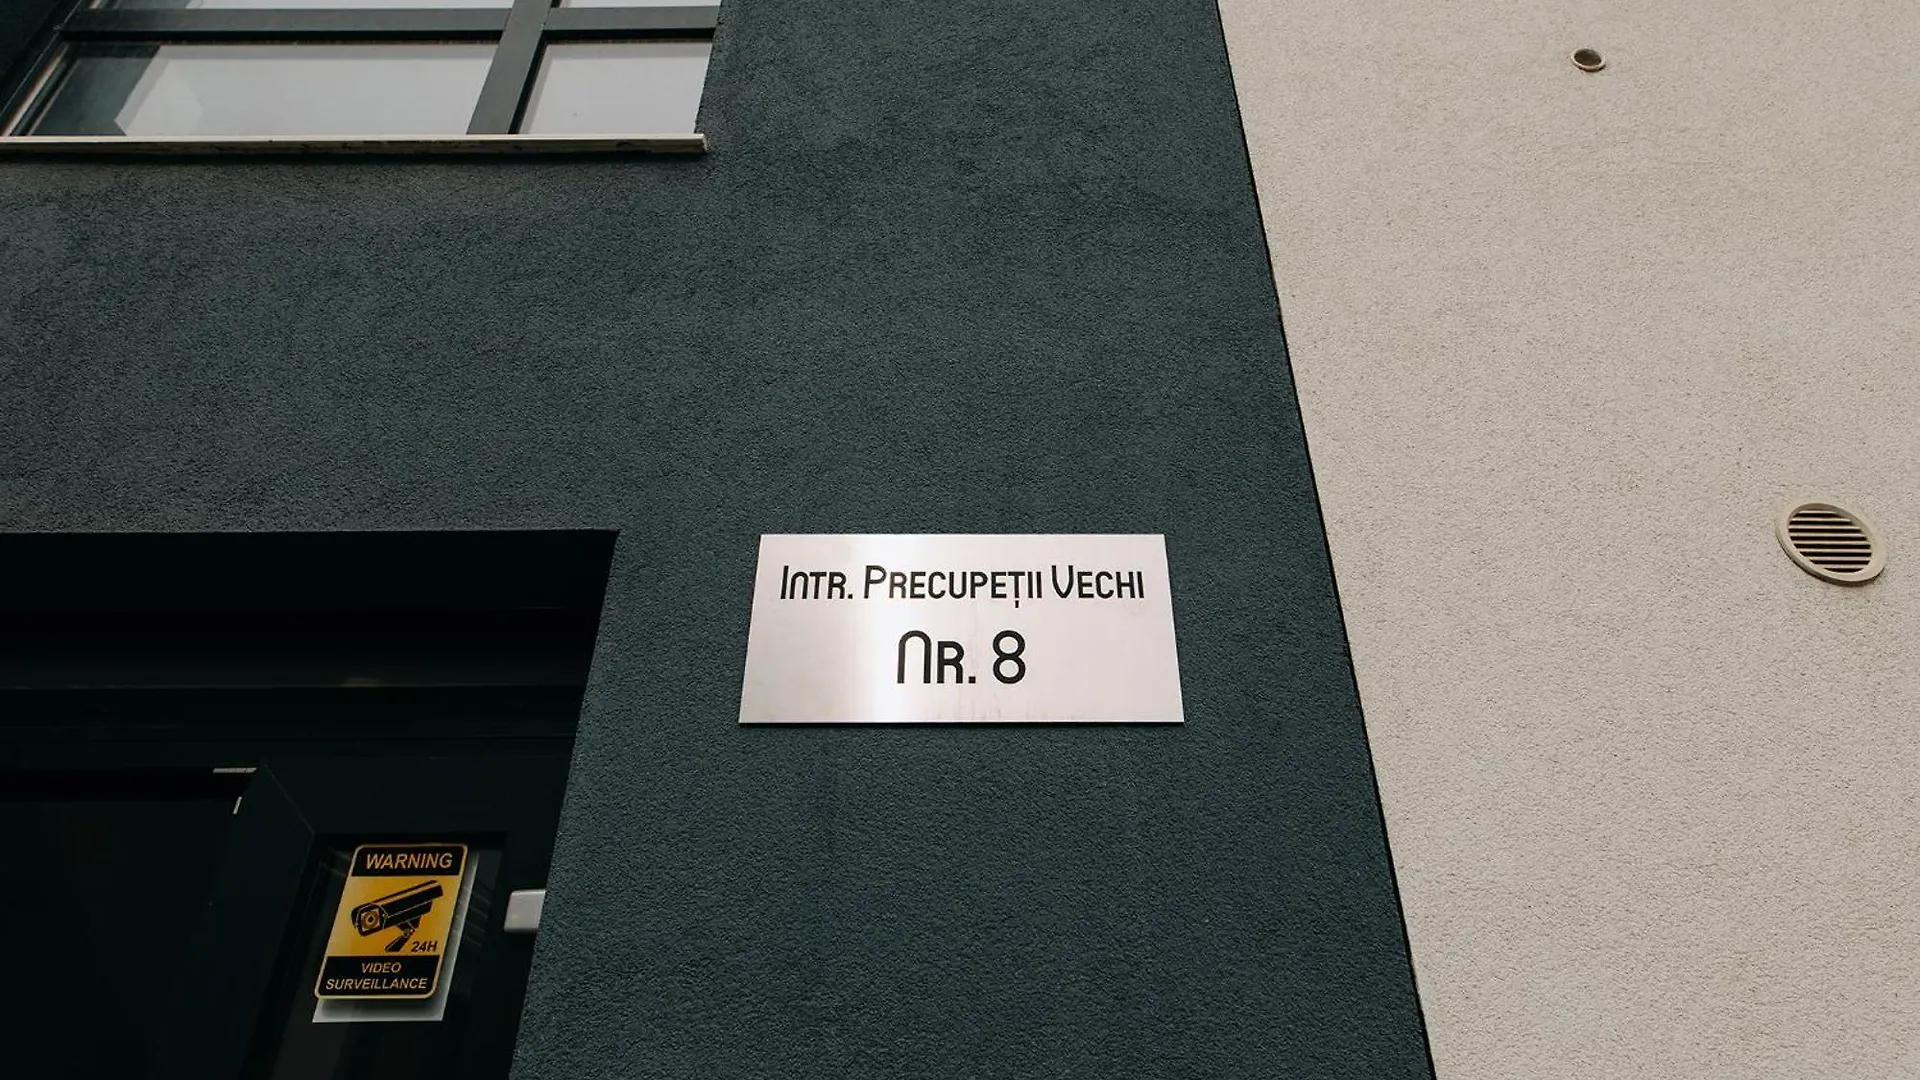 INTR. PRECUPEȚII VECHI
NR. 8
WARNING
24H
VIDEO
SURVEILLANCE